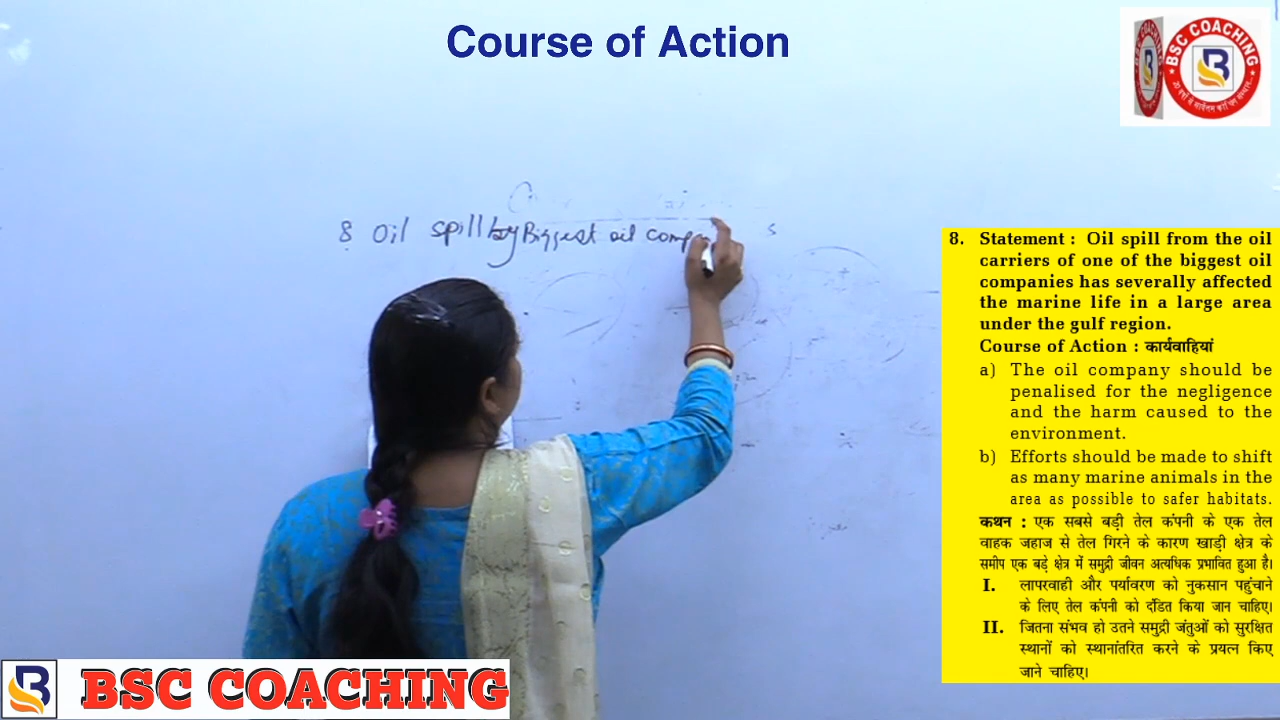 Course of Action
BSC COACHING
8 Oil spill by Biggest oil compan
8. Statement : Oil spill from the oil
carriers of one of the biggest oil
companies has severally affected
the marine life in a large area
under the gulf region.
Course of Action : कार्यवाहियां
a) The oil company should be
penalised for the negligence
and the harm caused to the
environment.
b) Efforts should be made to shift
as many marine animals in the
area as possible to safer habitats.
कथन : एक सबसे बड़ी तेल कंपनी के एक तेल
वाहक जहाज से तेल गिरने के कारण खाड़ी क्षेत्र के
समीप एक बड़े क्षेत्र में समुद्री जीवन अत्यधिक प्रभावित हुआ है।
I. लापरवाही और पर्यावरण को नुकसान पहुंचाने
के लिए तेल कंपनी को दंडित किया जान चाहिए।
II. जितना संभव हो उतने समुद्री जंतुओं को सुरक्षित
स्थानों को स्थानांतरित करने के प्रयत्न किए
जाने चाहिए।
BSC COACHING